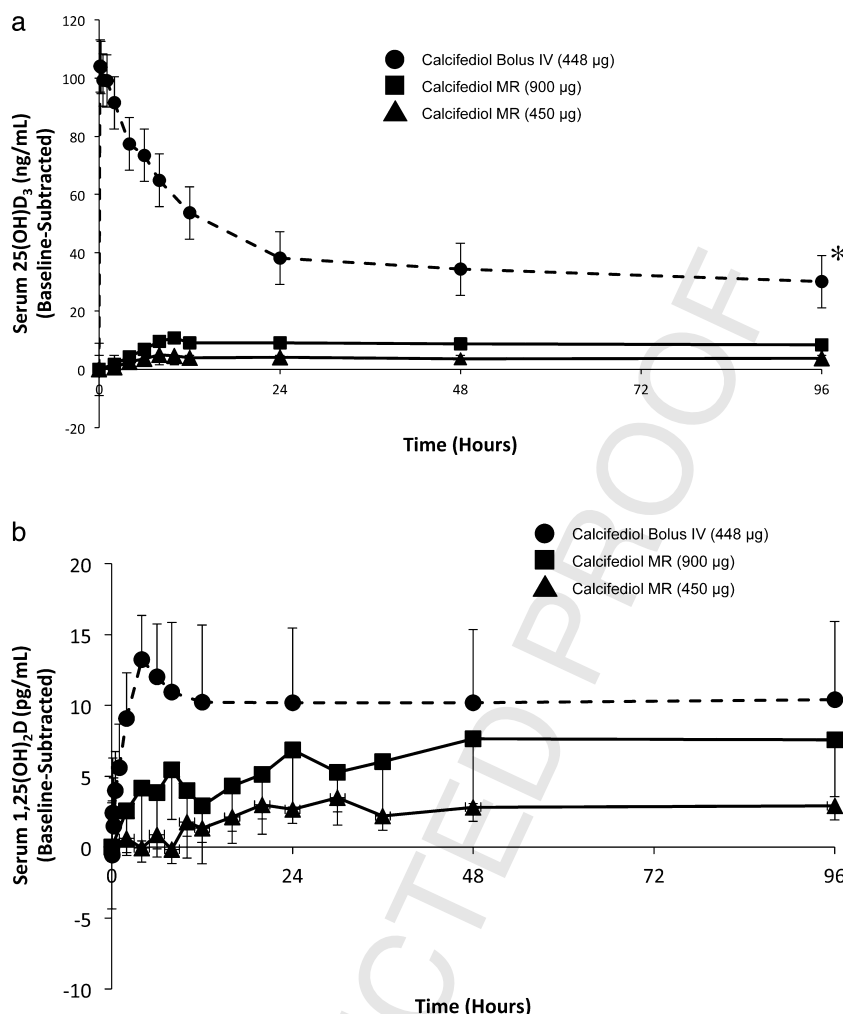 a
120
100
80
60
40
20
0
-20
0
24
48
72
96
*
Serum 25(OH)D3 (ng/mL)
(Baseline-Subtracted)
Calcifediol Bolus IV (448 µg)
Calcifediol MR (900 µg)
Calcifediol MR (450 µg)
Time (Hours)
b
20
15
10
5
0
-5
-10
0
24
48
72
96
Serum 1,25(OH)2D (pg/mL)
(Baseline-Subtracted)
Calcifediol Bolus IV (448 µg)
Calcifediol MR (900 µg)
Calcifediol MR (450 µg)
Time (Hours)
CTED PROOF